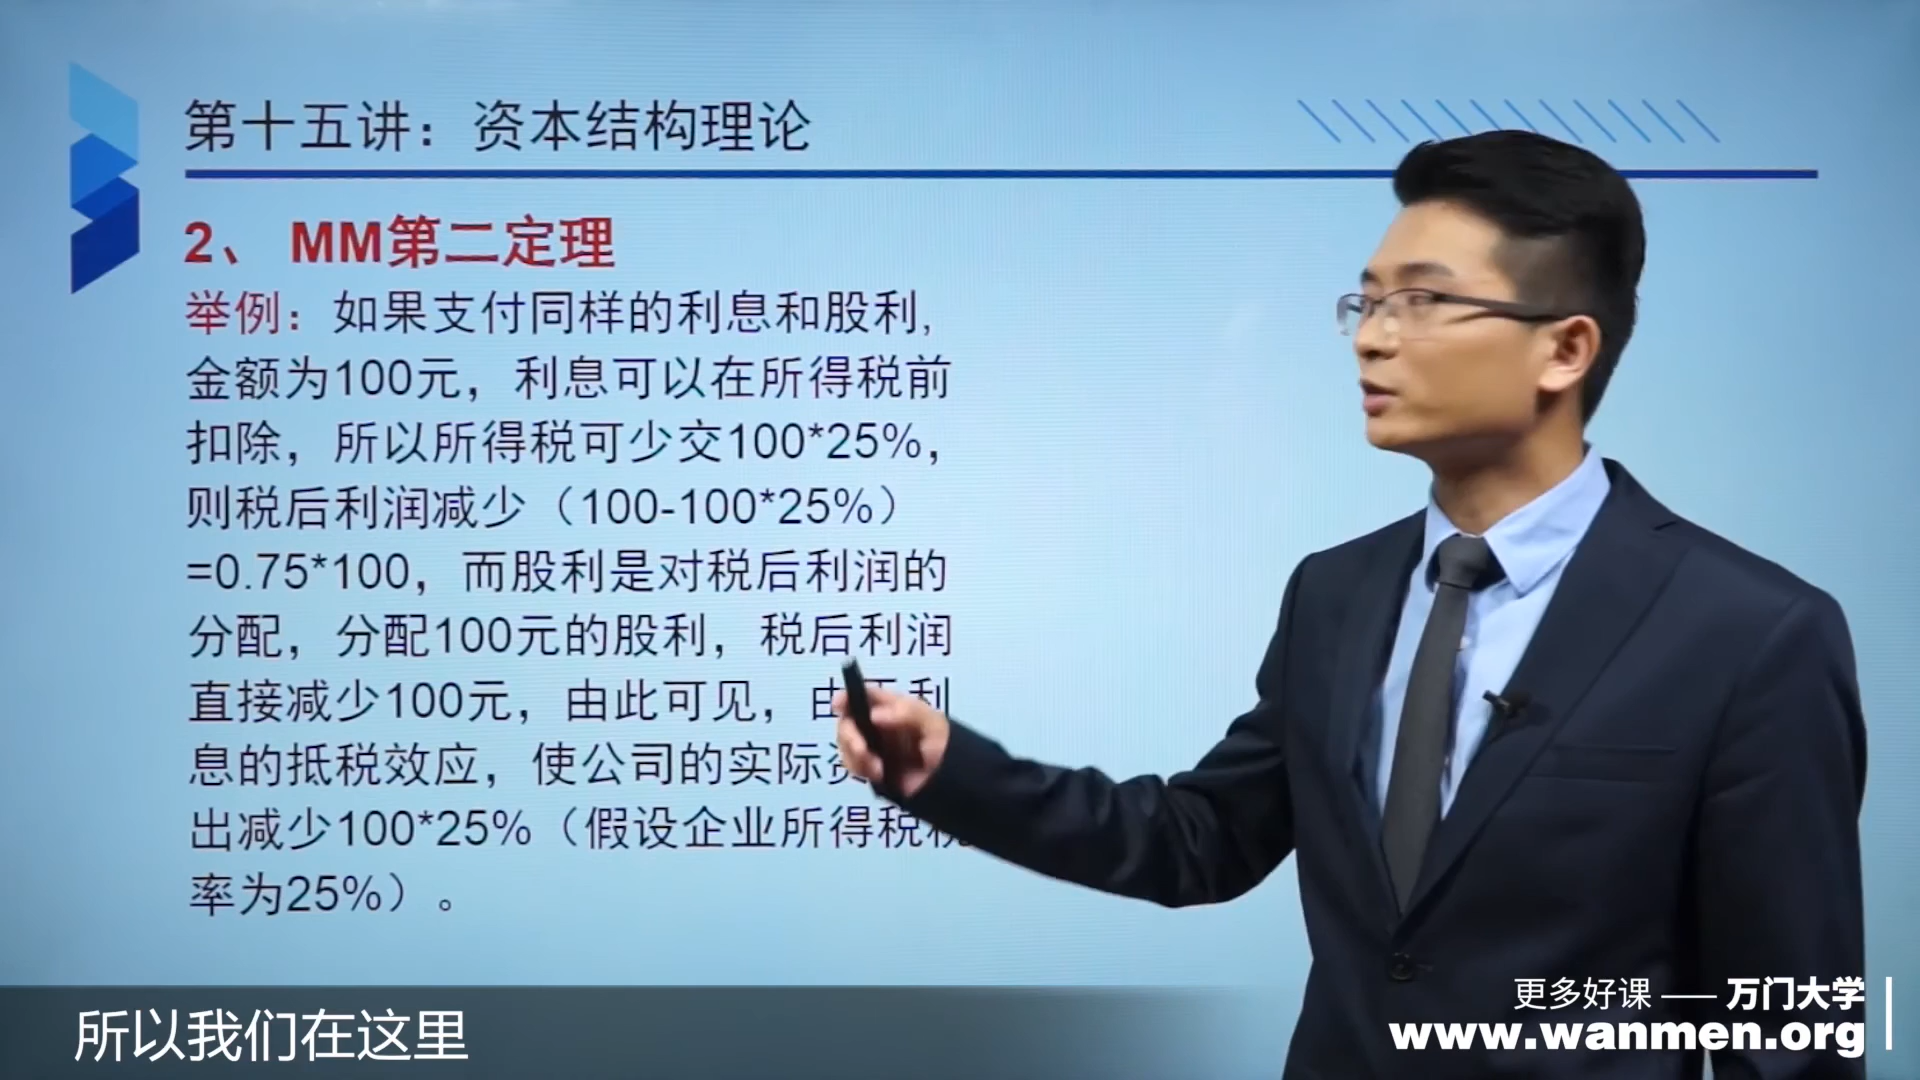 第十五讲：资本结构理论
2、 MM第二定理
举例：如果支付同样的利息和股利,
金额为100元，利息可以在所得税前
扣除，所以所得税可少交100*25%，
则税后利润减少（100-100*25%）
=0.75*100，而股利是对税后利润的
分配，分配100元的股利，税后利润
直接减少100元，由此可见，由于利
息的抵税效应，使公司的实际
出减少100*25%（假设企业所得税税
率为25%）。
所以我们在这里
更多好课 —— 万门大学
www.wanmen.org